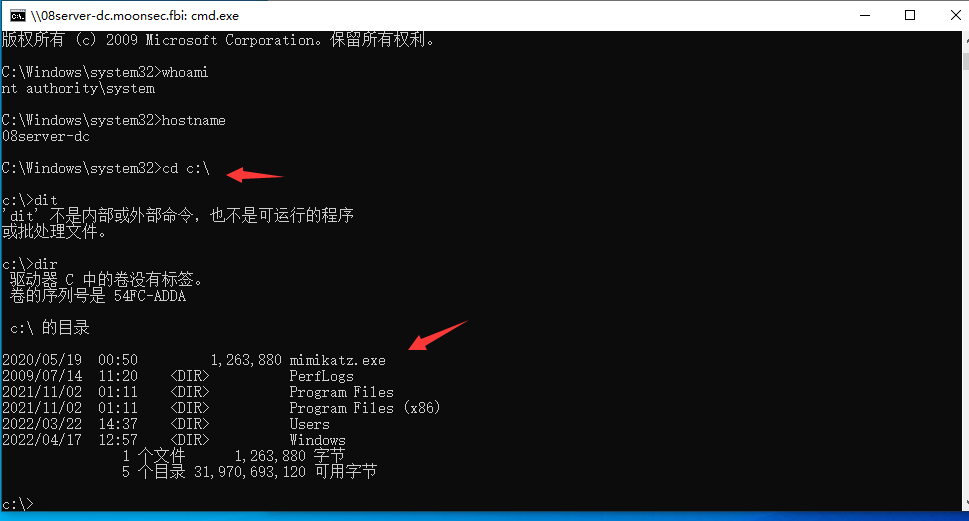 \\08server-dc.moonsec.fbi: cmd.exe
版权所有 (c) 2009 Microsoft Corporation。保留所有权利。
C:\Windows\system32>whoami
nt authority\system
C:\Windows\system32>hostname
08server-dc
C:\Windows\system32>cd c:\
c:\>dit
'dit' 不是内部或外部命令，也不是可运行的程序
或批处理文件。
c:\>dir
驱动器 C 中的卷没有标签。
卷的序列号是 54FC-ADDA
c:\ 的目录
2020/05/19  00:50         1,263,880 mimikatz.exe
2009/07/14  11:20    <DIR>          PerfLogs
2021/11/02  01:11    <DIR>          Program Files
2021/11/02  01:11    <DIR>          Program Files (x86)
2022/03/22  14:37    <DIR>          Users
2022/04/17  12:57    <DIR>          Windows
1 个文件      1,263,880 字节
5 个目录 31,970,693,120 可用字节
c:\>